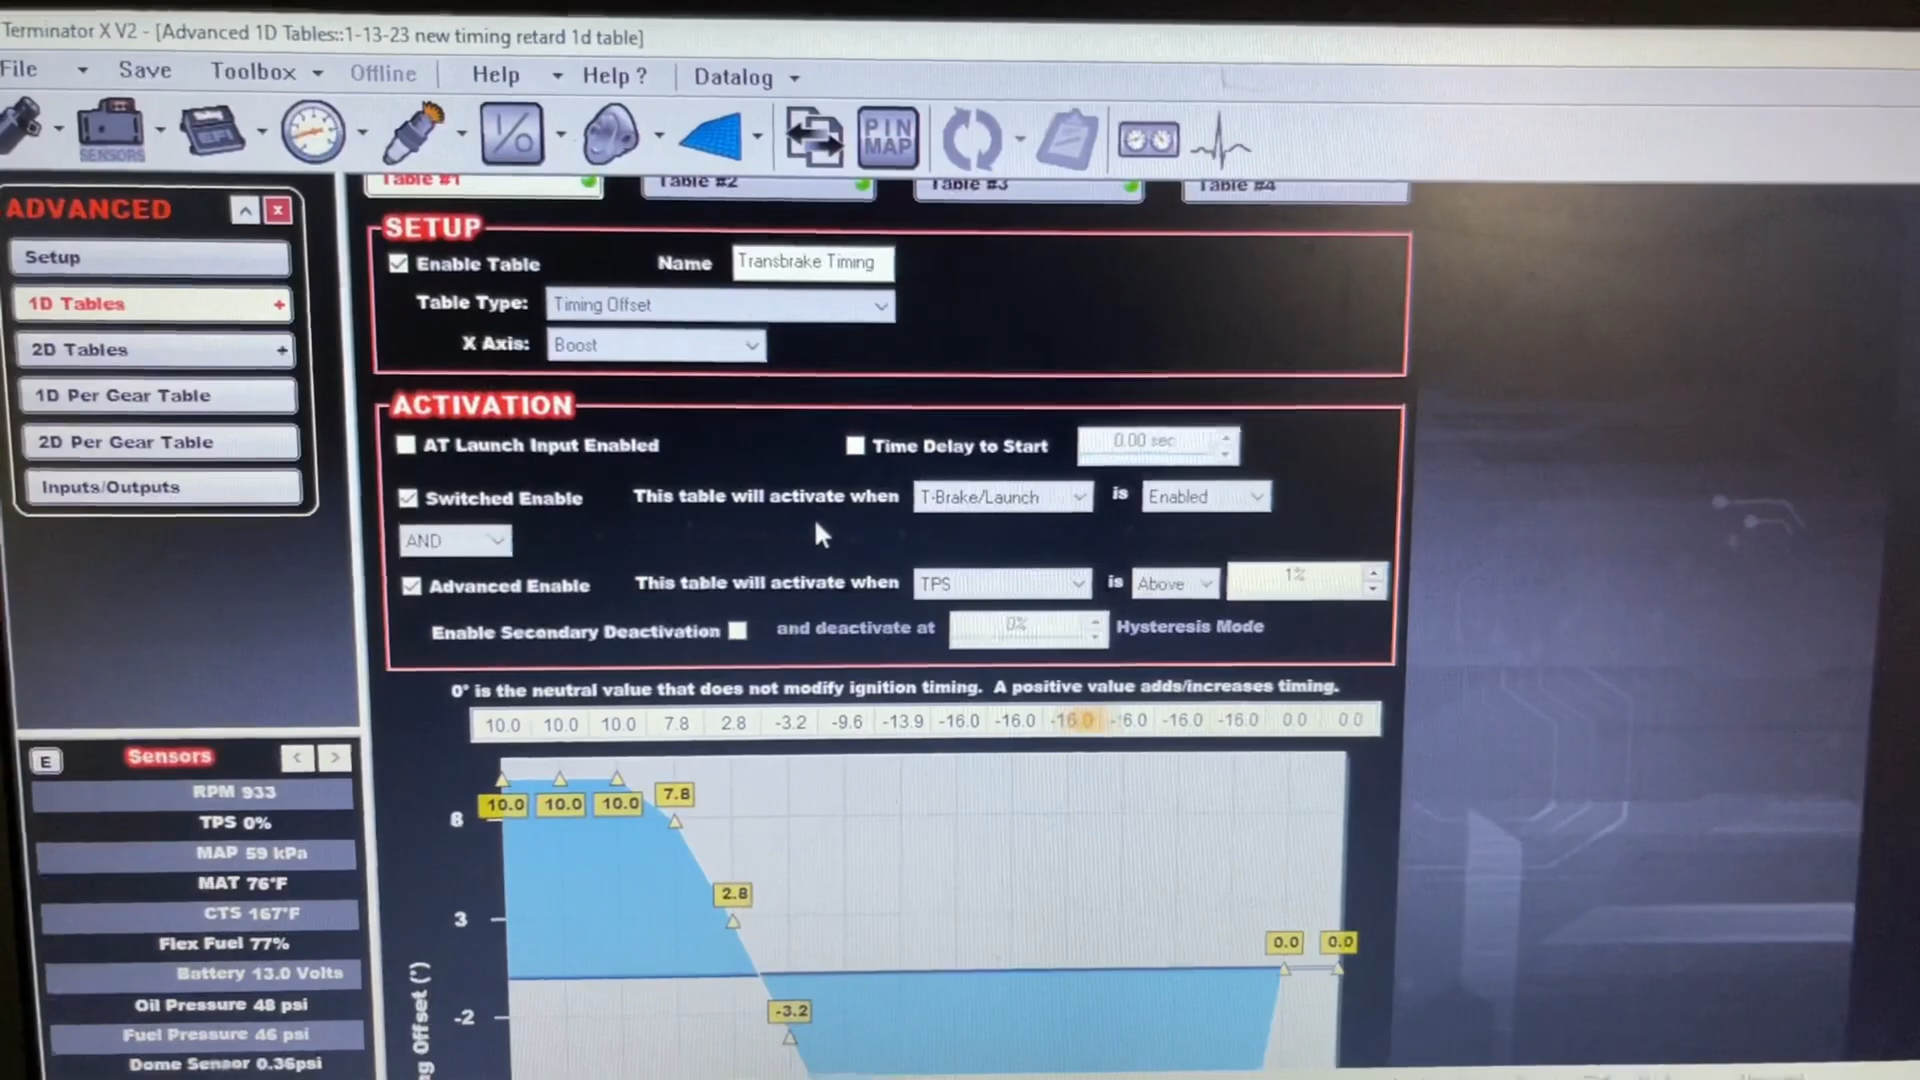 Terminator X V2 - [Advanced 1D Tables::1-13-23 new timing retard 1d table]
File Save Toolbox Offline Help Help ? Datalog
SENSORS EFI I/O PIN MAP
Table #1 Table #2 Table #3 Table #4
ADVANCED
Setup
1D Tables +
2D Tables +
1D Per Gear Table
2D Per Gear Table
Inputs/Outputs
SETUP
Enable Table Name Transbrake Timing
Table Type: Timing Offset
X Axis: Boost
ACTIVATION
AT Launch Input Enabled Time Delay to Start 0.00 sec
Switched Enable This table will activate when T-Brake/Launch is Enabled
AND
Advanced Enable This table will activate when TPS is Above 1%
Enable Secondary Deactivation and deactivate at 0% Hysteresis Mode
0° is the neutral value that does not modify ignition timing. A positive value adds/increases timing.
10.0 10.0 10.0 7.8 2.8 -3.2 -9.6 -13.9 -16.0 -16.0 -16.0 -16.0 -16.0 -16.0 0.0 0.0
E Sensors < >
RPM 933
TPS 0%
MAP 59 kPa
MAT 76°F
CTS 167°F
Flex Fuel 77%
Battery 13.0 Volts
Oil Pressure 48 psi
Fuel Pressure 46 psi
Dome Sensor 0.36psi
10.0 10.0 10.0 7.8
8
2.8
3
0.0 0.0
-3.2
-2
Offset (°)